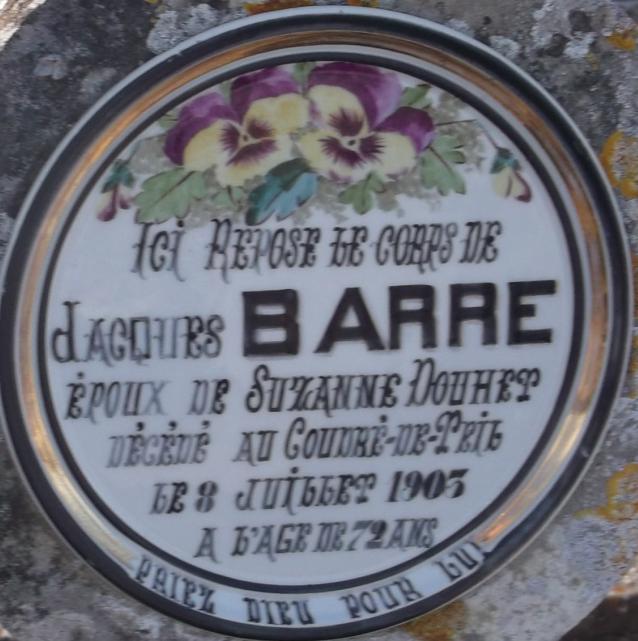 Ici Repose le corps de
Jacques BARRE
époux de Suzanne Douhet
décédé au Coudré-de-Teil
le 8 Juillet 1903
A l'age de 72 ans
PRIEZ DIEU POUR LUI